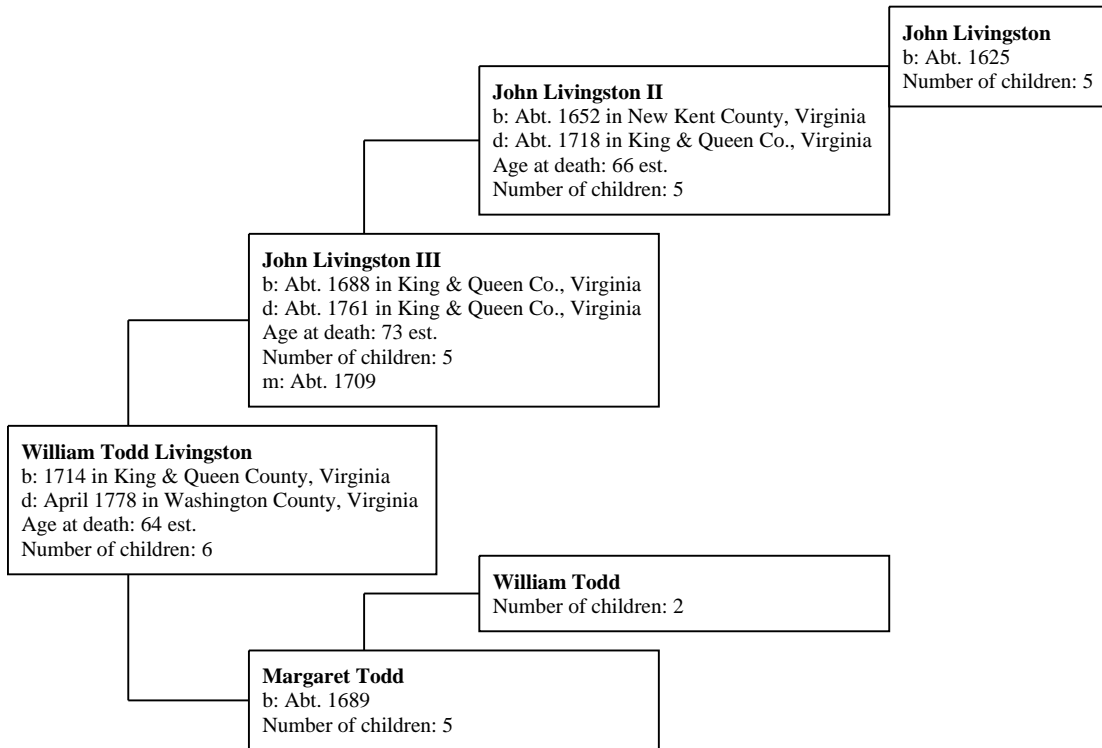 John Livingston
b: Abt. 1625
Number of children: 5
John Livingston II
b: Abt. 1652 in New Kent County, Virginia
d: Abt. 1718 in King & Queen Co., Virginia
Age at death: 66 est.
Number of children: 5
John Livingston III
b: Abt. 1688 in King & Queen Co., Virginia
d: Abt. 1761 in King & Queen Co., Virginia
Age at death: 73 est.
Number of children: 5
m: Abt. 1709
William Todd Livingston
b: 1714 in King & Queen County, Virginia
d: April 1778 in Washington County, Virginia
Age at death: 64 est.
Number of children: 6
William Todd
Number of children: 2
Margaret Todd
b: Abt. 1689
Number of children: 5